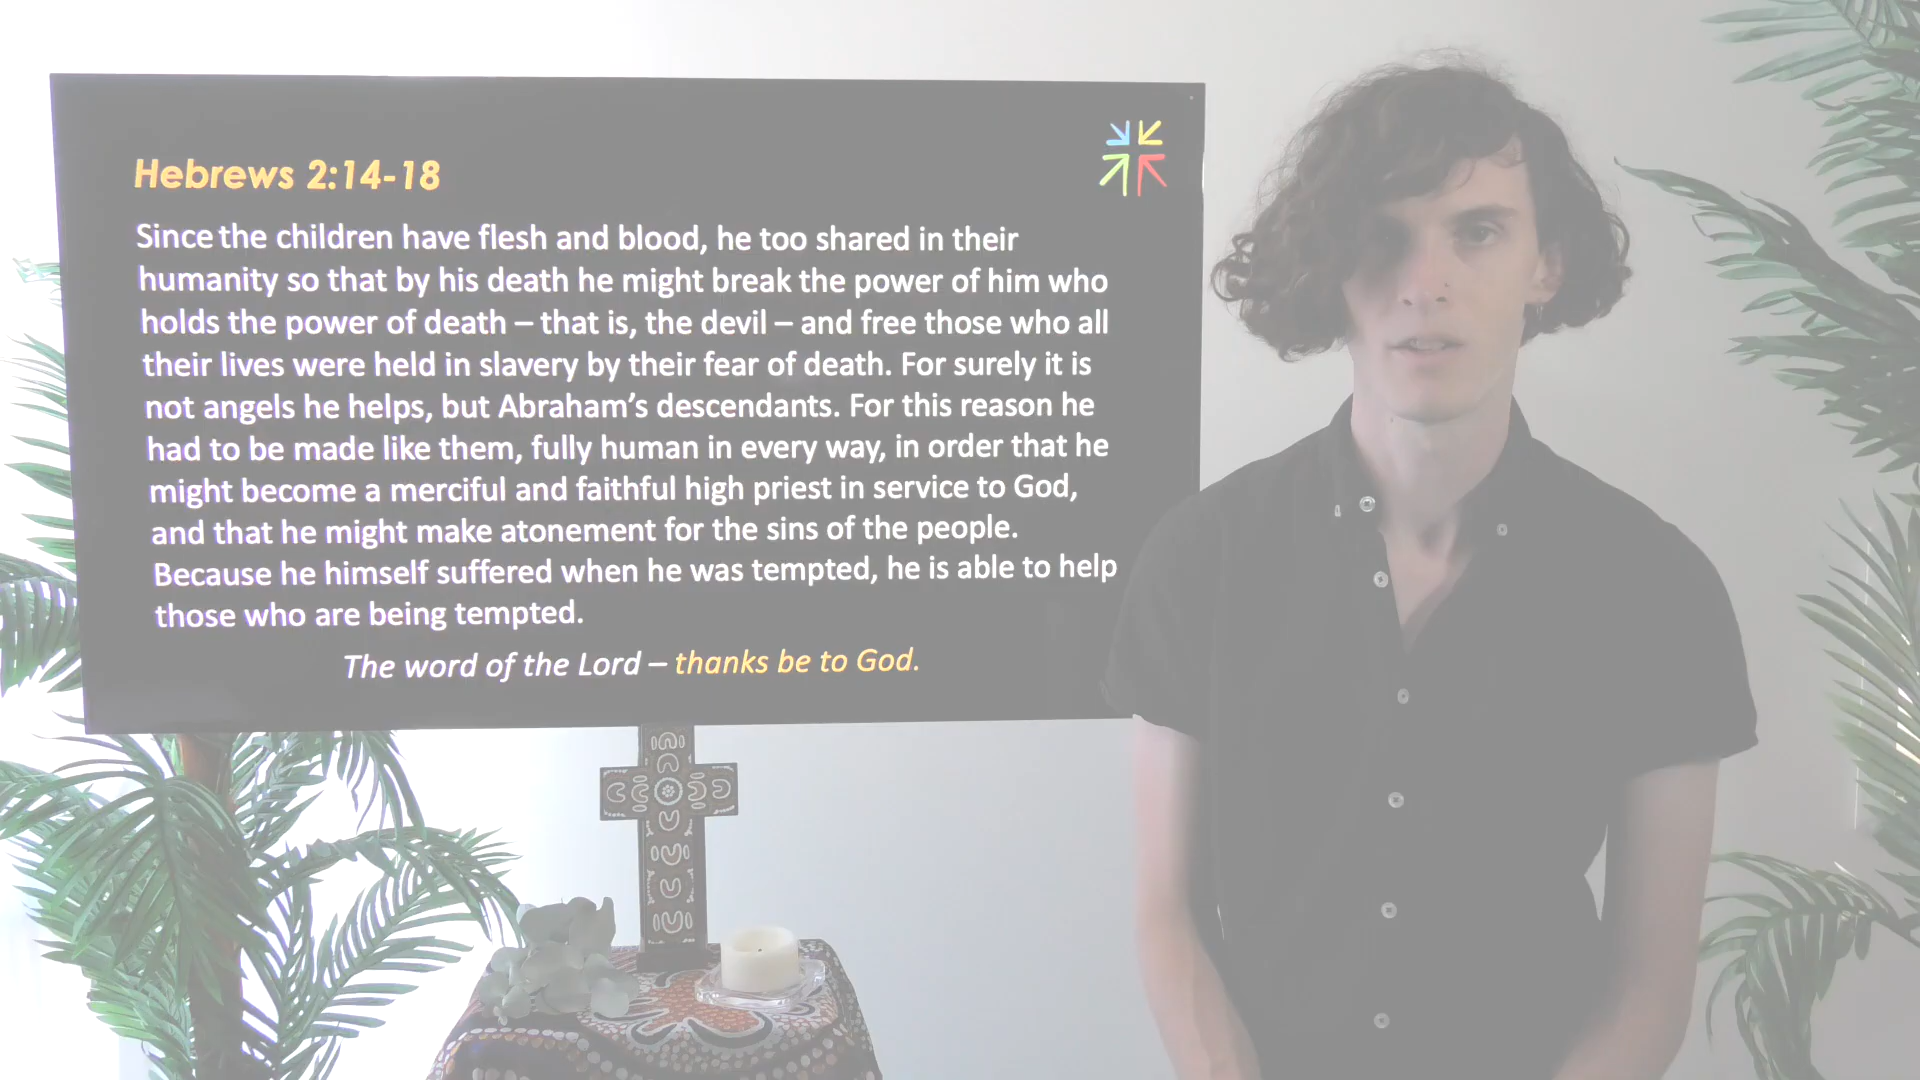 Hebrews 2:14-18
Since the children have flesh and blood, he too shared in their
humanity so that by his death he might break the power of him who
holds the power of death – that is, the devil – and free those who all
their lives were held in slavery by their fear of death. For surely it is
not angels he helps, but Abraham’s descendants. For this reason he
had to be made like them, fully human in every way, in order that he
might become a merciful and faithful high priest in service to God,
and that he might make atonement for the sins of the people.
Because he himself suffered when he was tempted, he is able to help
those who are being tempted.
The word of the Lord – thanks be to God.